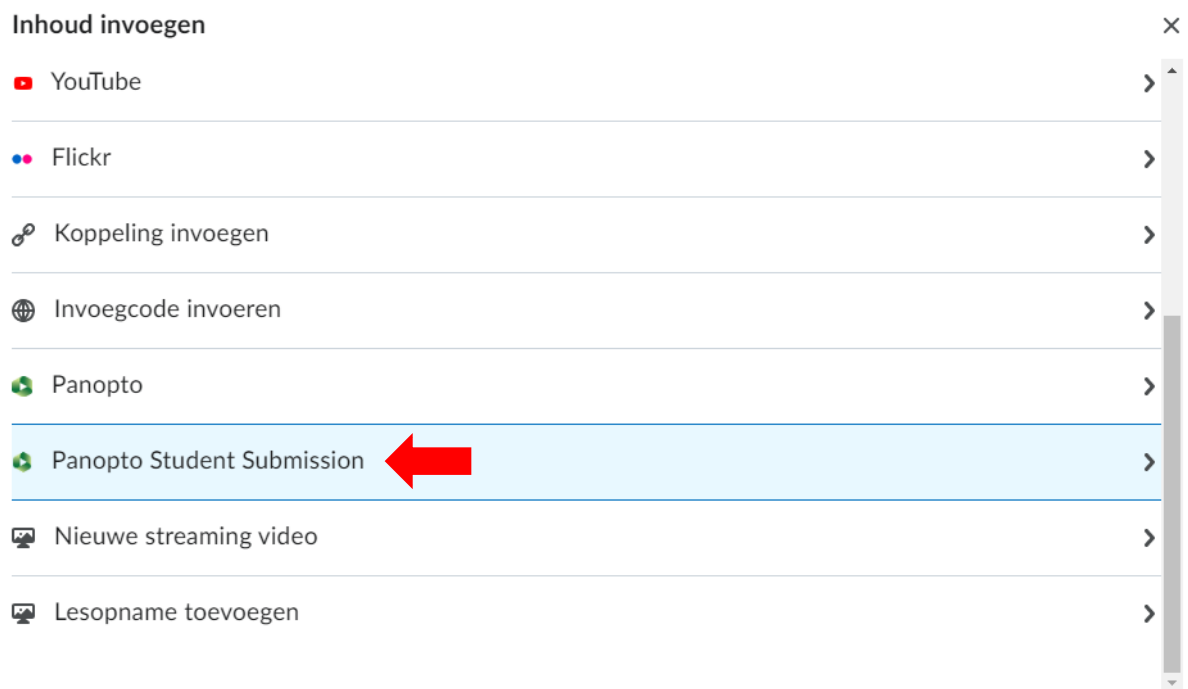 Inhoud invoegen
YouTube
Flickr
Koppeling invoegen
Invoegcode invoeren
Panopto
Panopto Student Submission
Nieuwe streaming video
Lesopname toevoegen